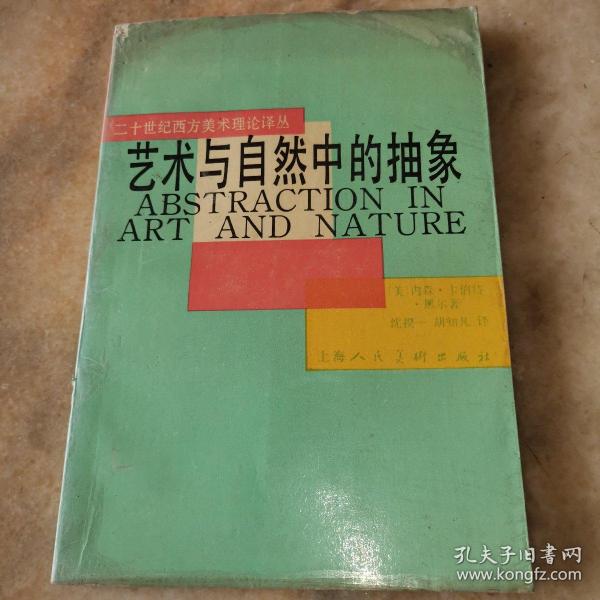 二十世纪西方美术理论译丛
艺术与自然中的抽象
ABSTRACTION IN
ART AND NATURE
美 内森·卡伯特
·黑尔著
沈揆一 胡知凡 译
上海人民美術出版社
孔夫子旧書网
www.kongfz.com